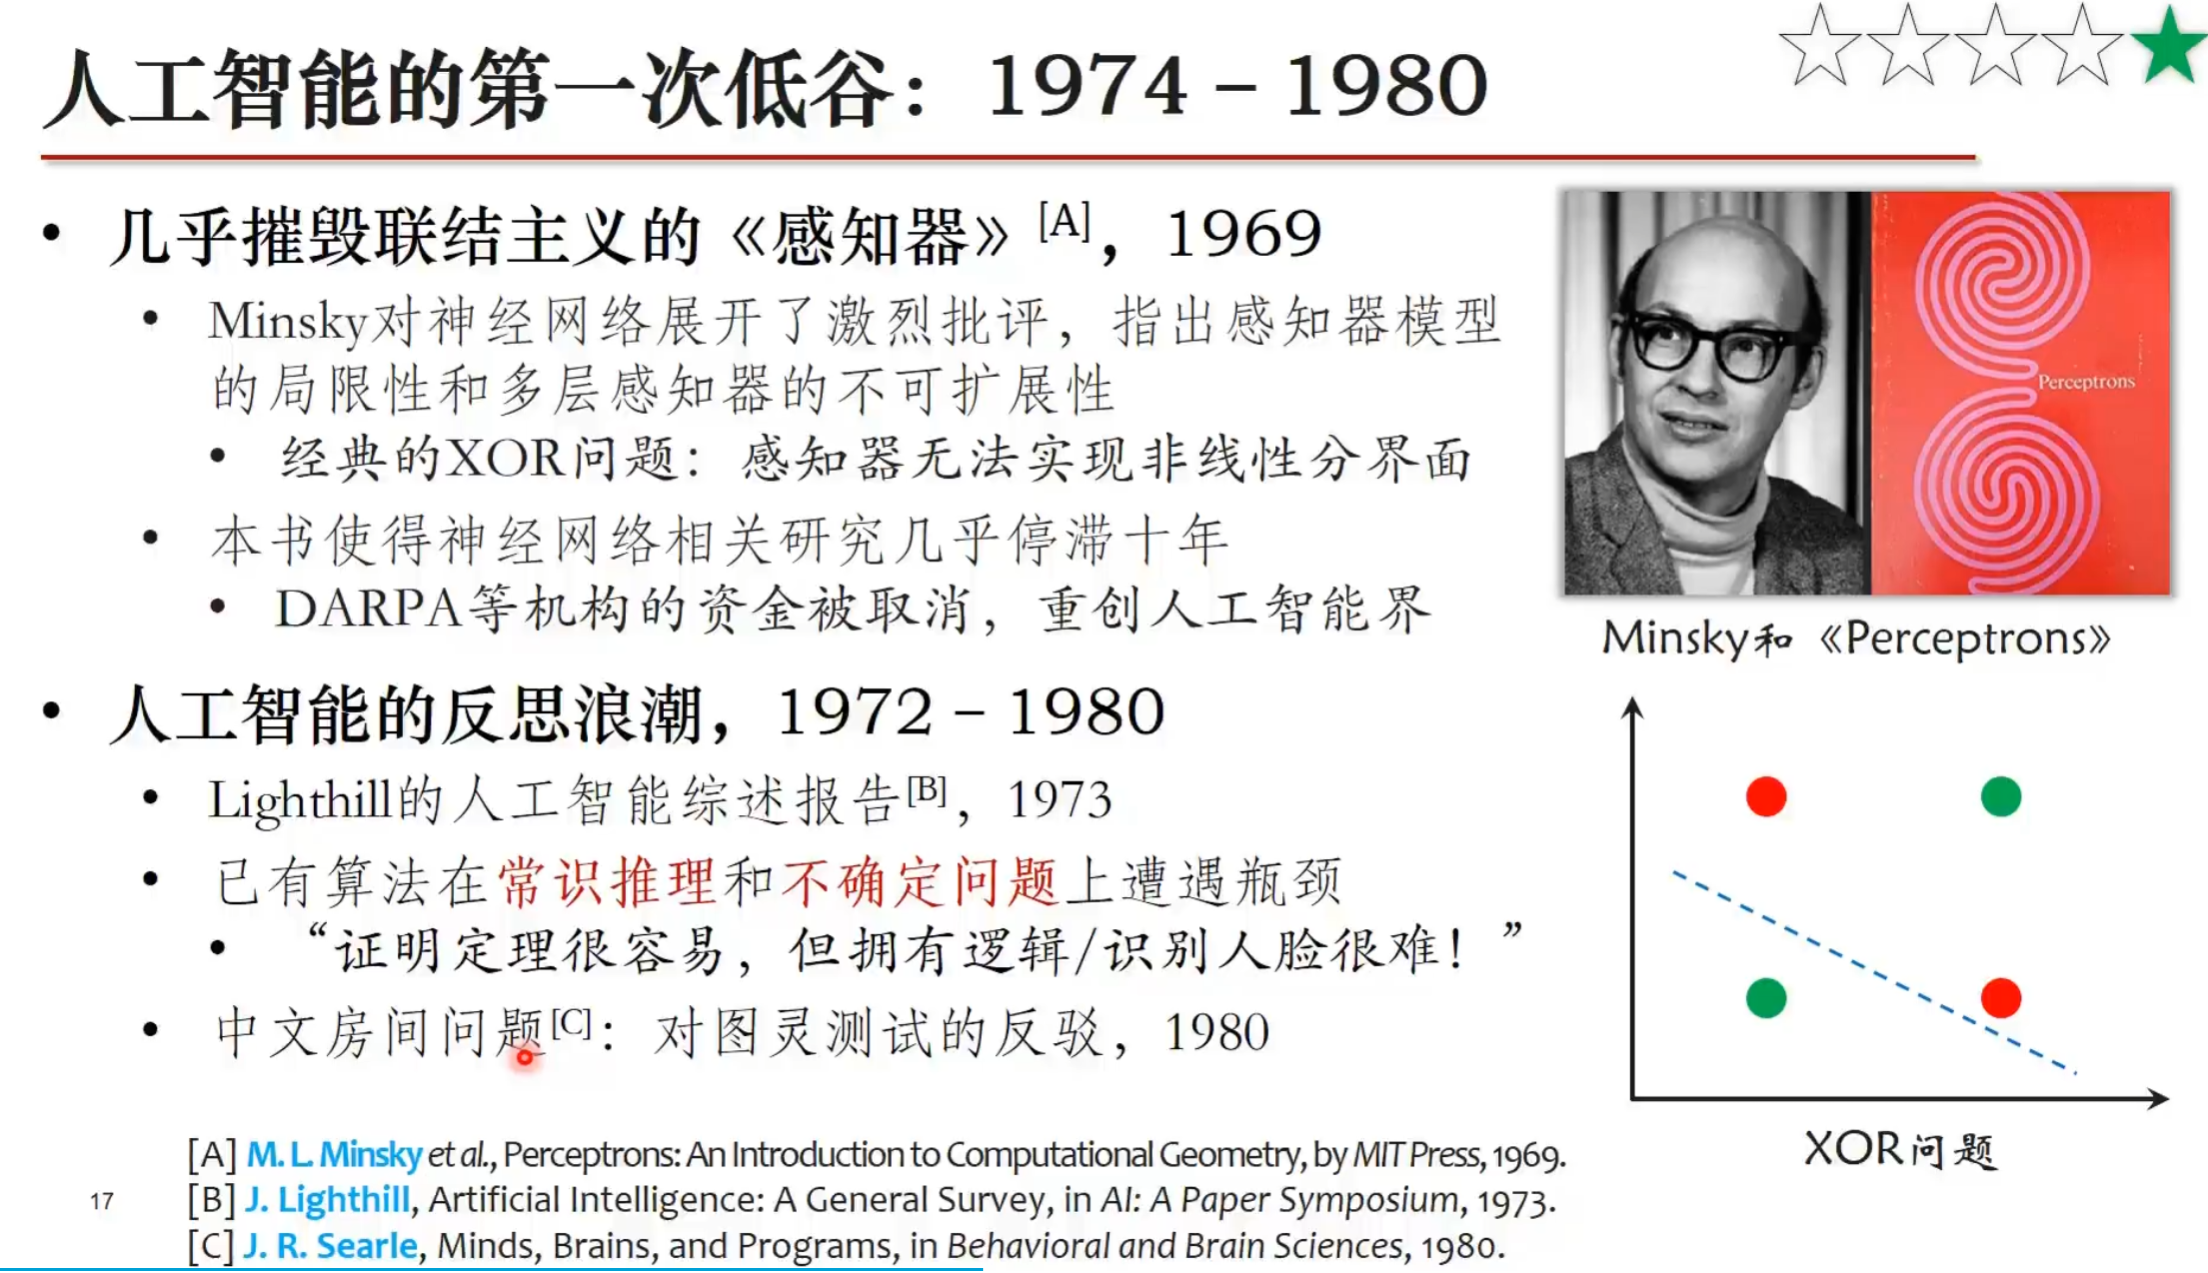 人工智能的第一次低谷：1974 – 1980
• 几乎摧毁联结主义的《感知器》[A]，1969
• Minsky对神经网络展开了激烈批评，指出感知器模型
的局限性和多层感知器的不可扩展性
• 经典的XOR问题：感知器无法实现非线性分界面
• 本书使得神经网络相关研究几乎停滞十年
• DARPA等机构的资金被取消，重创人工智能界
Perceptrons
Minsky和《Perceptrons》
• 人工智能的反思浪潮，1972 – 1980
• Lighthill的人工智能综述报告[B]，1973
• 已有算法在常识推理和不确定问题上遭遇瓶颈
• “证明定理很容易，但拥有逻辑/识别人脸很难！”
• 中文房间问题[C]：对图灵测试的反驳，1980
XOR问题
[A] M. L. Minsky et al., Perceptrons: An Introduction to Computational Geometry, by MIT Press, 1969.
[B] J. Lighthill, Artificial Intelligence: A General Survey, in AI: A Paper Symposium, 1973.
[C] J. R. Searle, Minds, Brains, and Programs, in Behavioral and Brain Sciences, 1980.
17